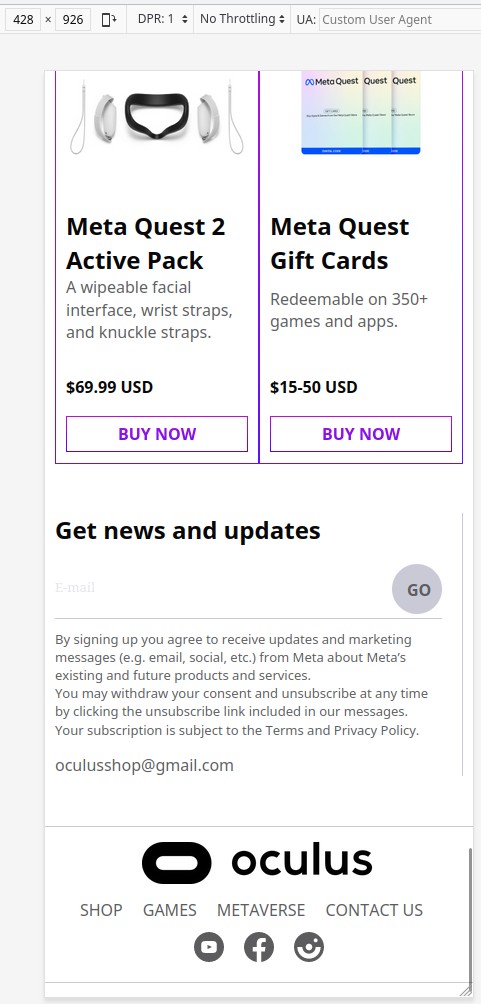 428 × 926 DPR: 1 No Throttling UA: Custom User Agent
Meta Quest Quest Quest
Meta Quest 2
Active Pack
A wipeable facial
interface, wrist straps,
and knuckle straps.
$69.99 USD
BUY NOW
Meta Quest
Gift Cards
Redeemable on 350+
games and apps.
$15-50 USD
BUY NOW
Get news and updates
E-mail
GO
By signing up you agree to receive updates and marketing
messages (e.g. email, social, etc.) from Meta about Meta’s
existing and future products and services.
You may withdraw your consent and unsubscribe at any time
by clicking the unsubscribe link included in our messages.
Your subscription is subject to the Terms and Privacy Policy.
oculusshop@gmail.com
oculus
SHOP GAMES METAVERSE CONTACT US